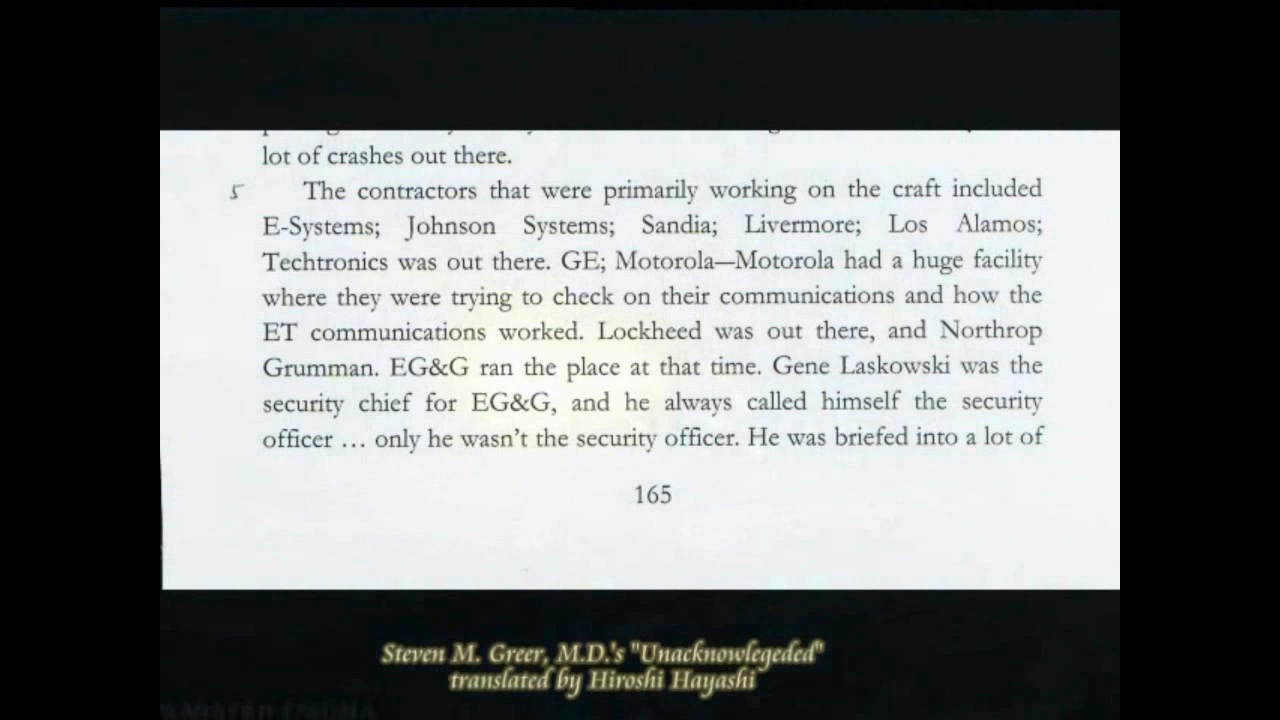 lot of crashes out there.
5 The contractors that were primarily working on the craft included
E-Systems; Johnson Systems; Sandia; Livermore; Los Alamos;
Techtronics was out there. GE; Motorola—Motorola had a huge facility
where they were trying to check on their communications and how the
ET communications worked. Lockheed was out there, and Northrop
Grumman. EG&G ran the place at that time. Gene Laskowski was the
security chief for EG&G, and he always called himself the security
officer … only he wasn't the security officer. He was briefed into a lot of
165
Steven M. Greer, M.D.'s "Unacknowlegeded"
translated by Hiroshi Hayashi